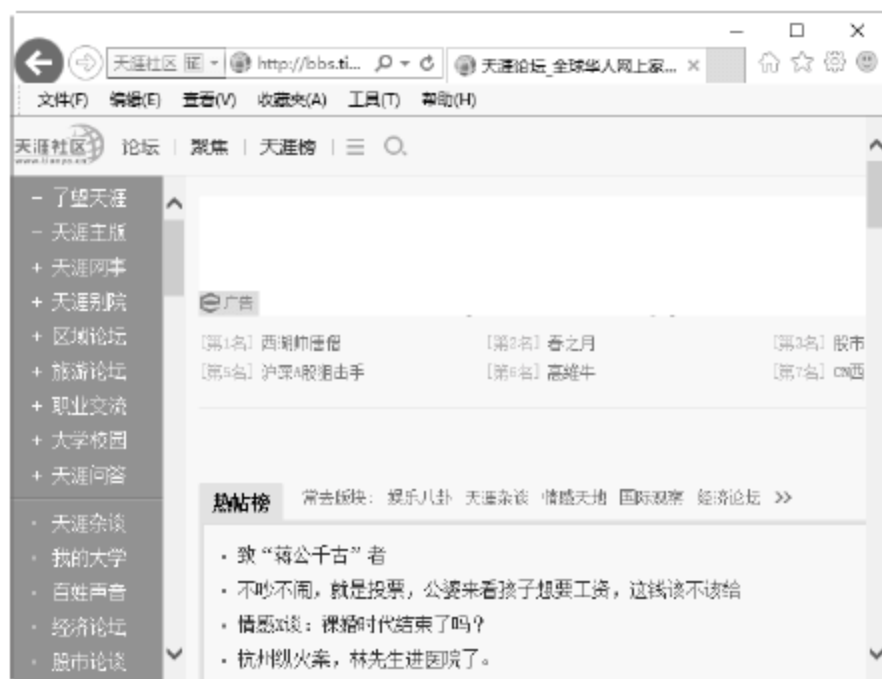 天涯社区 证 http://bbs.ti... 天涯论坛_全球华人网上家...
文件(F) 编辑(E) 查看(V) 收藏夹(A) 工具(T) 帮助(H)
天涯社区 论坛 聚焦 天涯榜
- 了望天涯
- 天涯主版
+ 天涯网事
+ 天涯别院
+ 区域论坛
+ 旅游论坛
+ 职业交流
+ 大学校园
+ 天涯问答
· 天涯杂谈
· 我的大学
· 百姓声音
· 经济论坛
· 股市论谈
广告
[第1名] 西湖帅唐僧 [第2名] 春之月 [第3名] 股市
[第5名] 沪深A股狙击手 [第6名] 高维牛 [第7名] CN西
热帖榜 常去版块： 娱乐八卦 天涯杂谈 情感天地 国际观察 经济论坛 >>
· 致“蒋公千古”者
· 不吵不闹，就是投票，公婆来看孩子想要工资，这钱该不该给
· 情感x谈：裸婚时代结束了吗？
· 杭州纵火案，林先生进医院了。